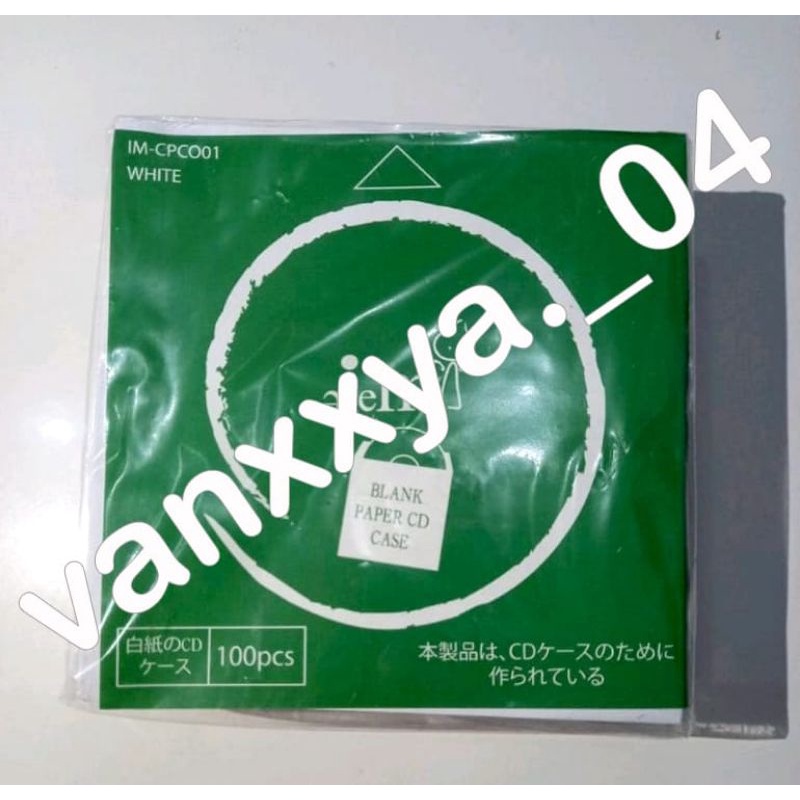 IM-CPCO01
WHITE
vanxxya._04
BLANK
PAPER CD
CASE
白紙のCD
ケース
100pcs
本製品は、CDケースのために
作られている